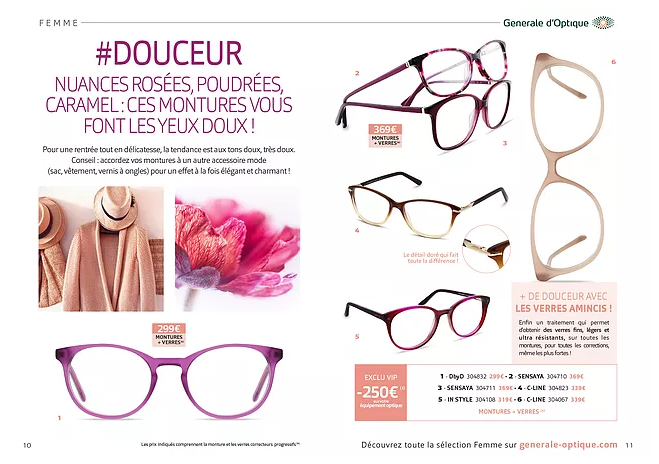 FEMME
Generale d'Optique
#DOUCEUR
NUANCES ROSÉES, POUDRÉES,
CARAMEL : CES MONTURES VOUS
FONT LES YEUX DOUX !
Pour une rentrée tout en délicatesse, la tendance est aux tons doux, très doux.
Conseil : accordez vos montures à un autre accessoire mode
(sac, vêtement, vernis à ongles) pour un effet à la fois élégant et charmant !
299€
MONTURES
+ VERRES
1
10
Les prix indiqués comprennent la monture et les verres correcteurs progressifs
2
369€
MONTURES
+ VERRES
3
6
4
Le détail doré qui fait
toute la différence !
5
+ DE DOUCEUR AVEC
LES VERRES AMINCIS !
Enfin un traitement qui permet
d'obtenir des verres fins, légers et
ultra résistants, sur toutes les
montures, pour toutes les corrections,
même les plus fortes !
EXCLU VIP
-250€
sur votre
équipement optique
1 - DbyD 304832 299€ - 2 - SENSAYA 304710 369€
3 - SENSAYA 304711 369€ - 4 - C-LINE 304823 339€
5 - IN STYLE 304108 319€ - 6 - C-LINE 304067 339€
MONTURES + VERRES
Découvrez toute la sélection Femme sur generale-optique.com
11